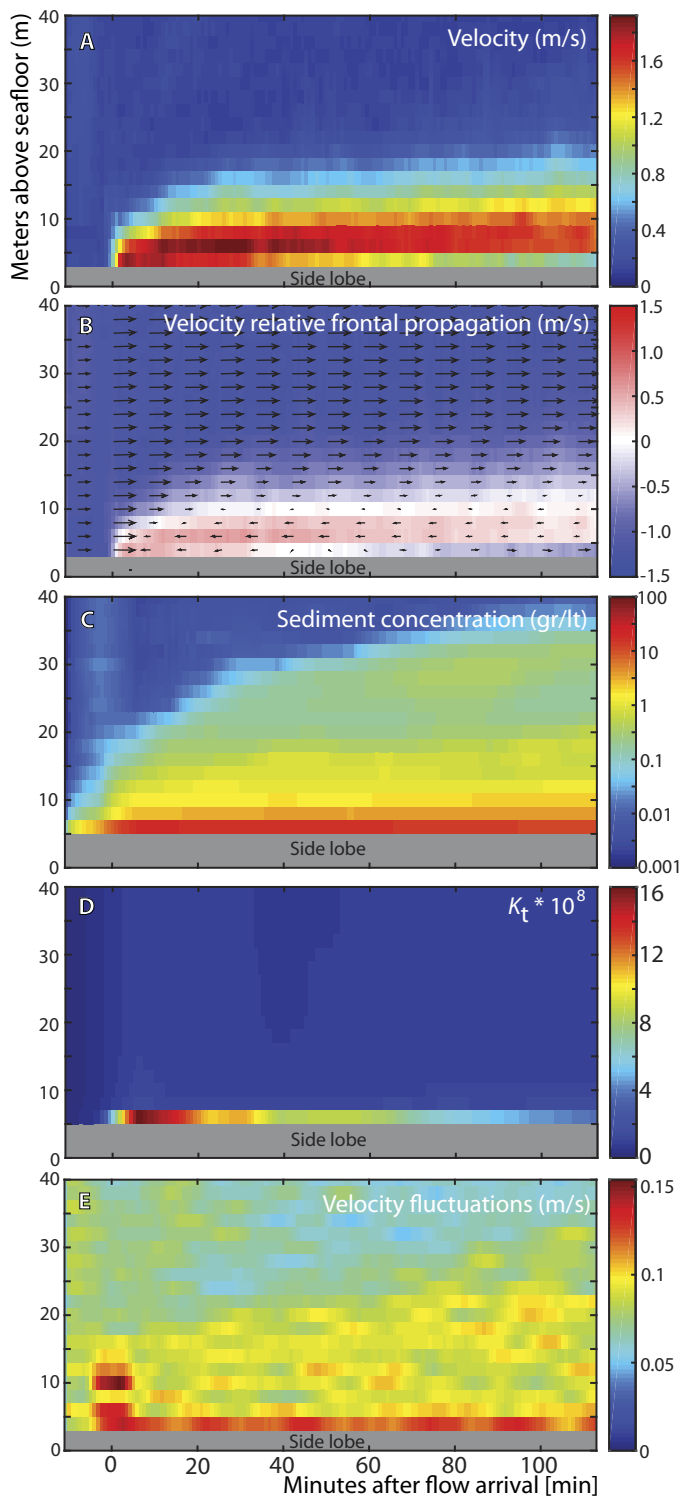 Meters above seafloor (m)
A
Velocity (m/s)
40
30
20
10
0
Side lobe
1.6
1.2
0.8
0.4
0
B
Velocity relative frontal propagation (m/s)
40
30
20
10
0
Side lobe
1.5
1.0
0.5
0
-0.5
-1.0
-1.5
C
Sediment concentration (gr/lt)
40
30
20
10
0
Side lobe
100
10
1
0.1
0.01
0.001
D
Kt * 10^8
40
30
20
10
0
Side lobe
16
12
8
4
0
E
Velocity fluctuations (m/s)
40
30
20
10
0
Side lobe
0.15
0.1
0.05
0
0 20 40 60 80 100
Minutes after flow arrival [min]